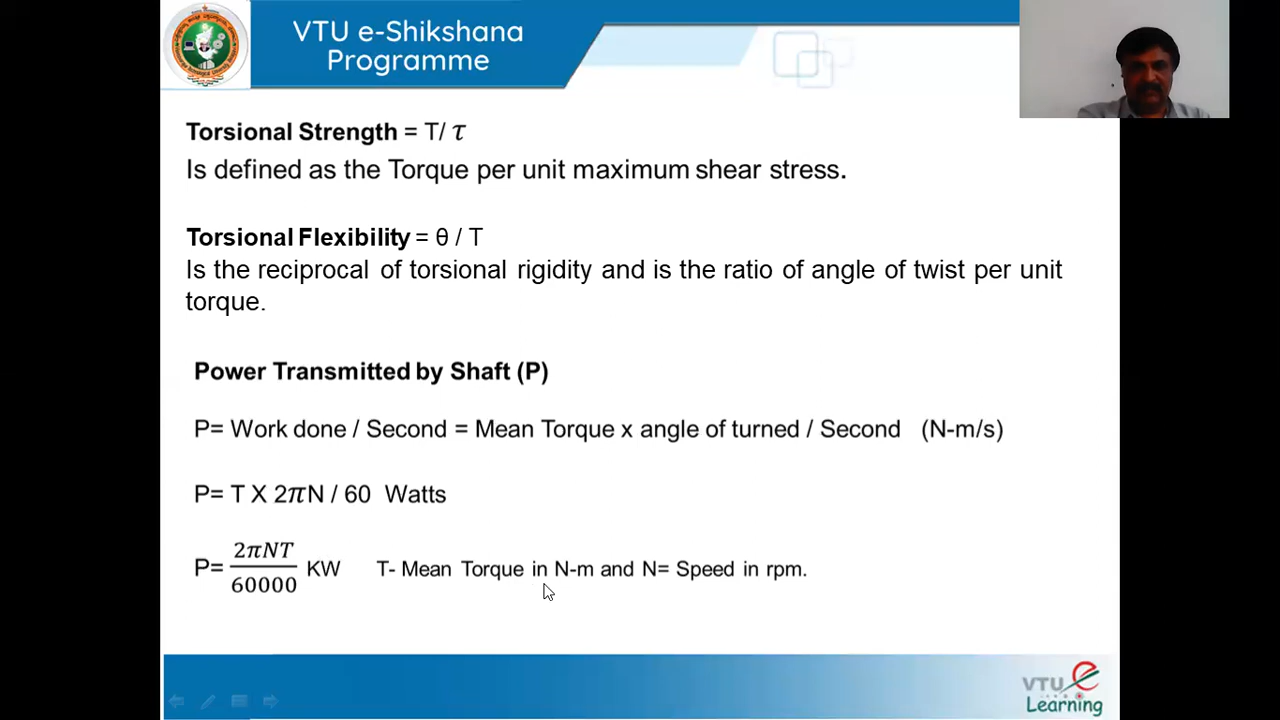 VTU e-Shikshana
Programme
Torsional Strength = T/ τ
Is defined as the Torque per unit maximum shear stress.
Torsional Flexibility = θ / T
Is the reciprocal of torsional rigidity and is the ratio of angle of twist per unit
torque.
Power Transmitted by Shaft (P)
P= Work done / Second = Mean Torque x angle of turned / Second (N-m/s)
P= T X 2πN / 60 Watts
P= 2πNT / 60000 KW T- Mean Torque in N-m and N= Speed in rpm.
VTU e
Learning